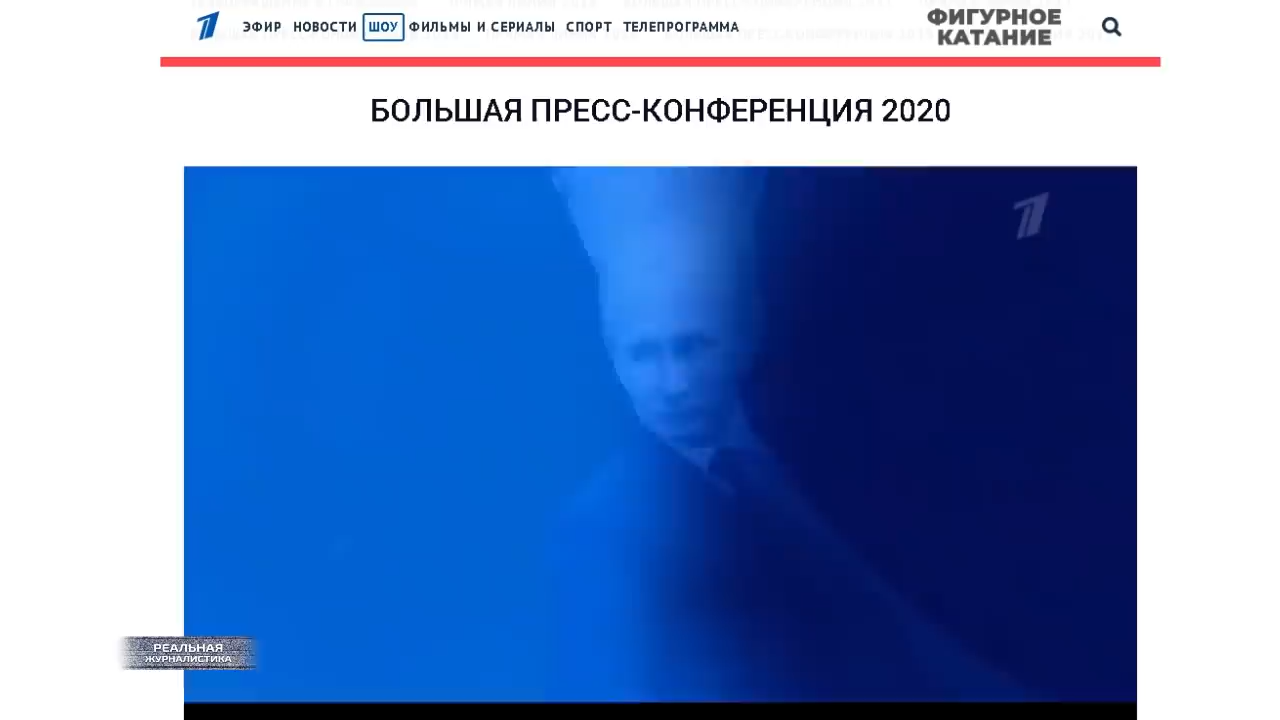 ЭФИР НОВОСТИ ШОУ ФИЛЬМЫ И СЕРИАЛЫ СПОРТ ТЕЛЕПРОГРАММА
ФИГУРНОЕ
КАТАНИЕ
БОЛЬШАЯ ПРЕСС-КОНФЕРЕНЦИЯ 2020
РЕАЛЬНАЯ
ЖУРНАЛИСТИКА